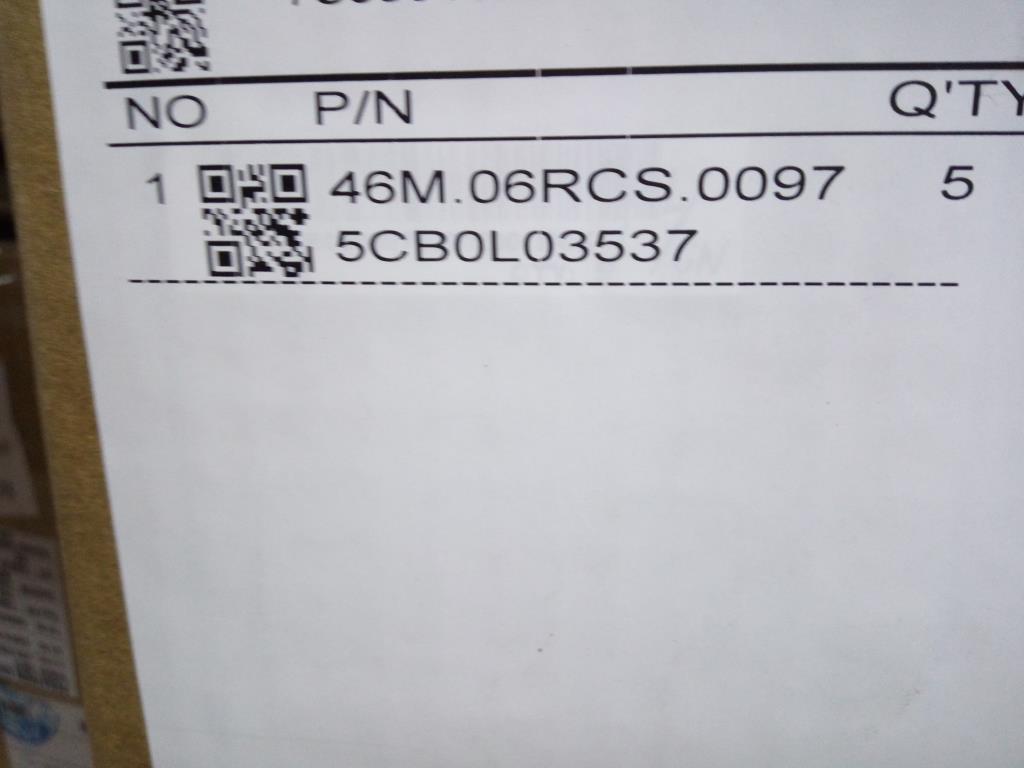 NO P/N Q'TY
1 46M.06RCS.0097 5
5CB0L03537